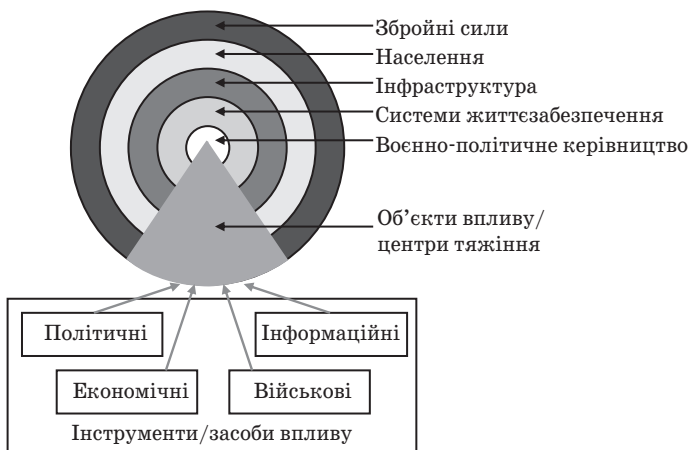 Збройні сили
Населення
Інфраструктура
Системи життєзабезпечення
Воєнно-політичне керівництво
Об’єкти впливу/
центри тяжіння
Політичні
Інформаційні
Економічні
Військові
Інструменти/засоби впливу